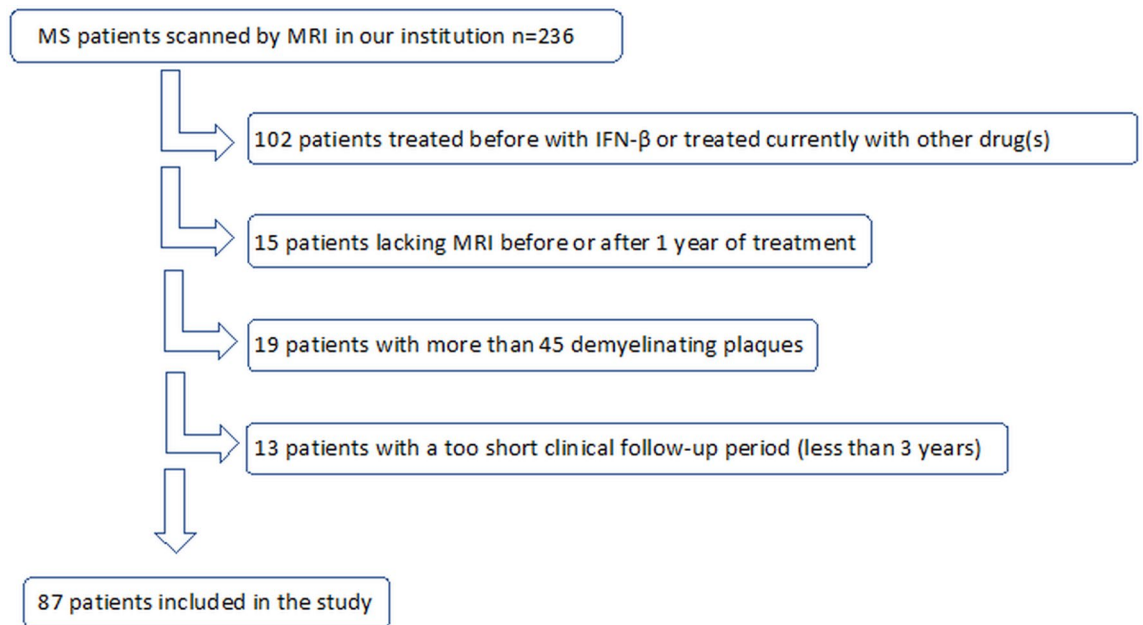 MS patients scanned by MRI in our institution n=236
102 patients treated before with IFN-β or treated currently with other drug(s)
15 patients lacking MRI before or after 1 year of treatment
19 patients with more than 45 demyelinating plaques
13 patients with a too short clinical follow-up period (less than 3 years)
87 patients included in the study